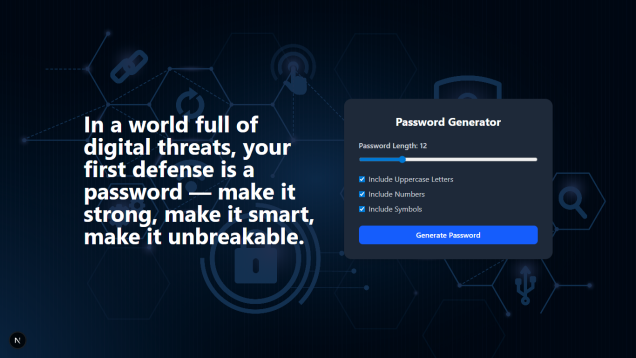 In a world full of
digital threats, your
first defense is a
password — make it
strong, make it smart,
make it unbreakable.
Password Generator
Password Length: 12
Include Uppercase Letters
Include Numbers
Include Symbols
Generate Password
N